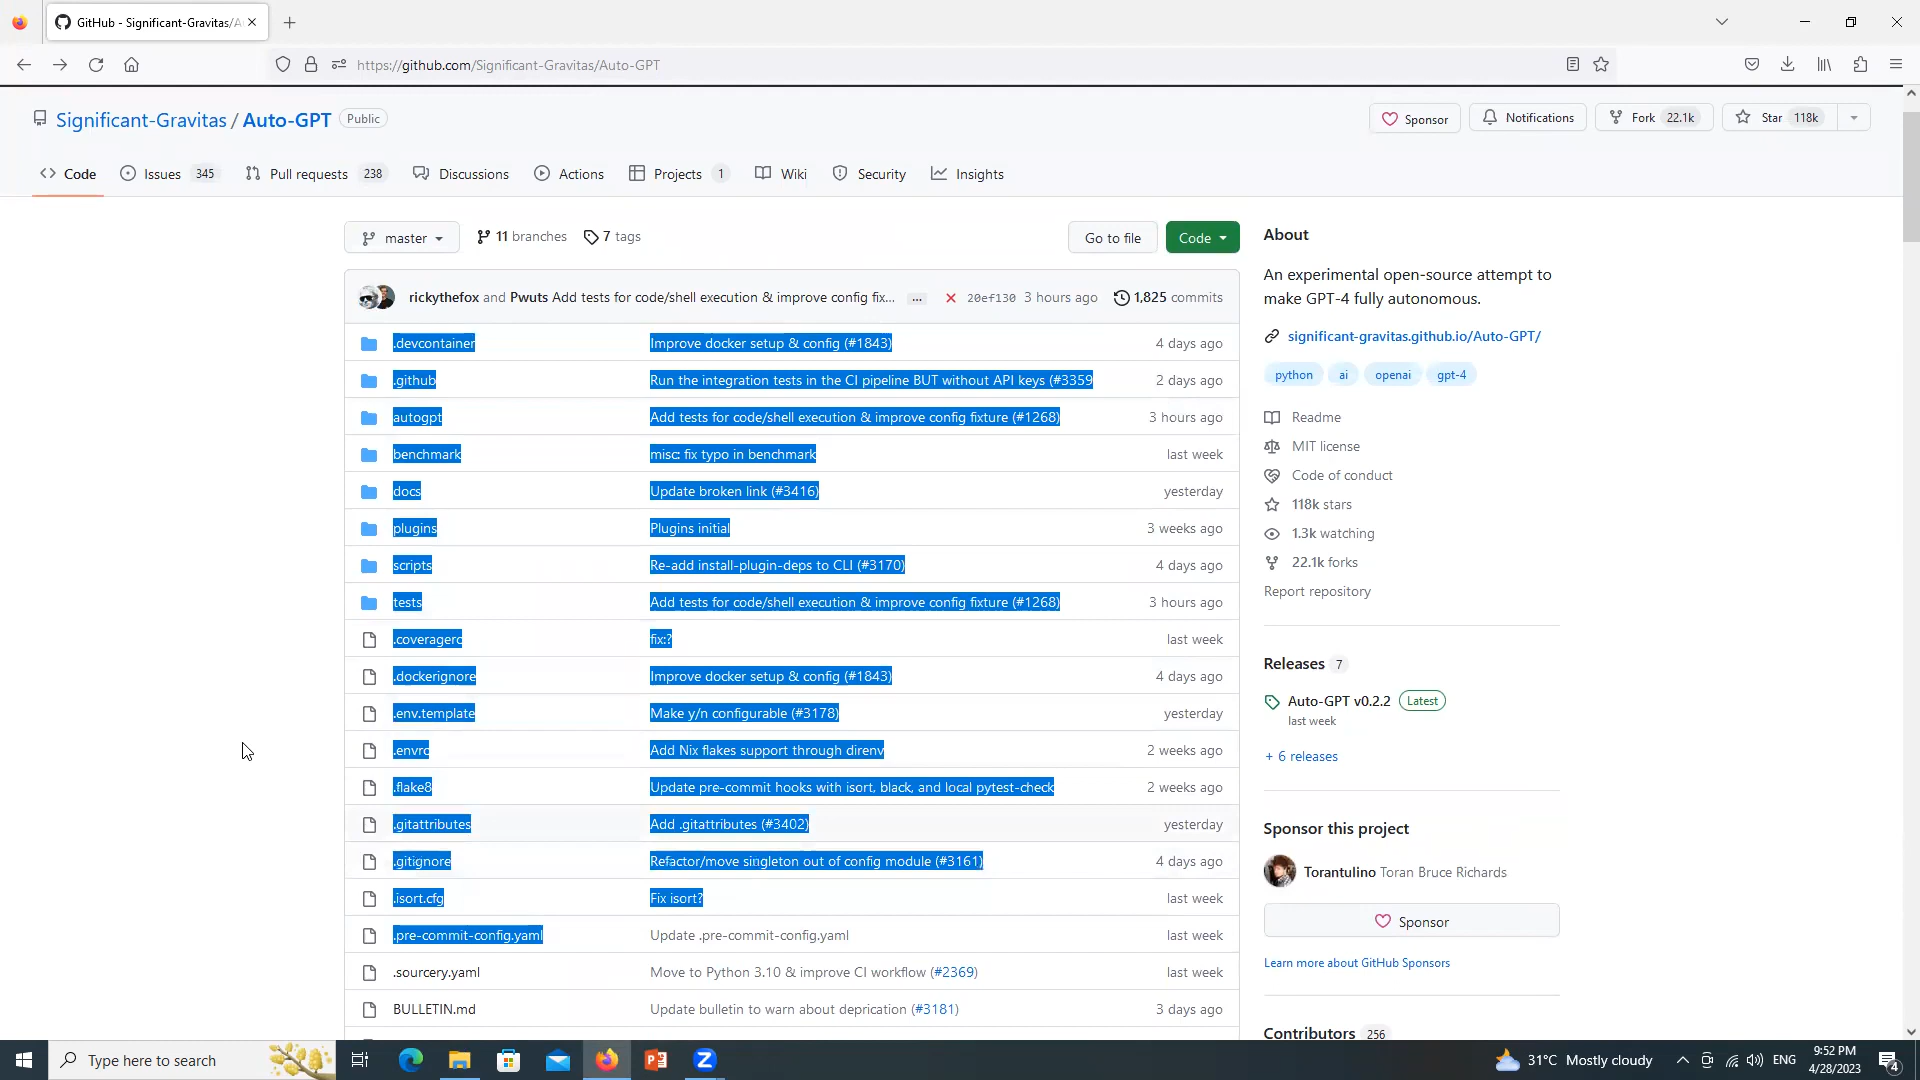 GitHub - Significant-Gravitas/A
https://github.com/Significant-Gravitas/Auto-GPT
Significant-Gravitas / Auto-GPT Public
Sponsor Notifications Fork 22.1k Star 118k
Code Issues 345 Pull requests 238 Discussions Actions Projects 1 Wiki Security Insights
master 11 branches 7 tags Go to file Code
rickythefox and Pwuts Add tests for code/shell execution & improve config fix... ... 20ef130 3 hours ago 1,825 commits
.devcontainer Improve docker setup & config (#1843) 4 days ago
.github Run the integration tests in the CI pipeline BUT without API keys (#3359 2 days ago
autogpt Add tests for code/shell execution & improve config fixture (#1268) 3 hours ago
benchmark misc: fix typo in benchmark last week
docs Update broken link (#3416) yesterday
plugins Plugins initial 3 weeks ago
scripts Re-add install-plugin-deps to CLI (#3170) 4 days ago
tests Add tests for code/shell execution & improve config fixture (#1268) 3 hours ago
.coveragerc fix:? last week
.dockerignore Improve docker setup & config (#1843) 4 days ago
.env.template Make y/n configurable (#3178) yesterday
.envrc Add Nix flakes support through direnv 2 weeks ago
.flake8 Update pre-commit hooks with isort, black, and local pytest-check 2 weeks ago
.gitattributes Add .gitattributes (#3402) yesterday
.gitignore Refactor/move singleton out of config module (#3161) 4 days ago
.isort.cfg Fix isort? last week
.pre-commit-config.yaml Update .pre-commit-config.yaml last week
.sourcery.yaml Move to Python 3.10 & improve CI workflow (#2369) last week
BULLETIN.md Update bulletin to warn about deprication (#3181) 3 days ago
About
An experimental open-source attempt to
make GPT-4 fully autonomous.
significant-gravitas.github.io/Auto-GPT/
python ai openai gpt-4
Readme
MIT license
Code of conduct
118k stars
1.3k watching
22.1k forks
Report repository
Releases 7
Auto-GPT v0.2.2 Latest
last week
+ 6 releases
Sponsor this project
Torantulino Toran Bruce Richards
Sponsor
Learn more about GitHub Sponsors
Contributors 256
Type here to search
31°C Mostly cloudy
ENG
9:52 PM
4/28/2023
4